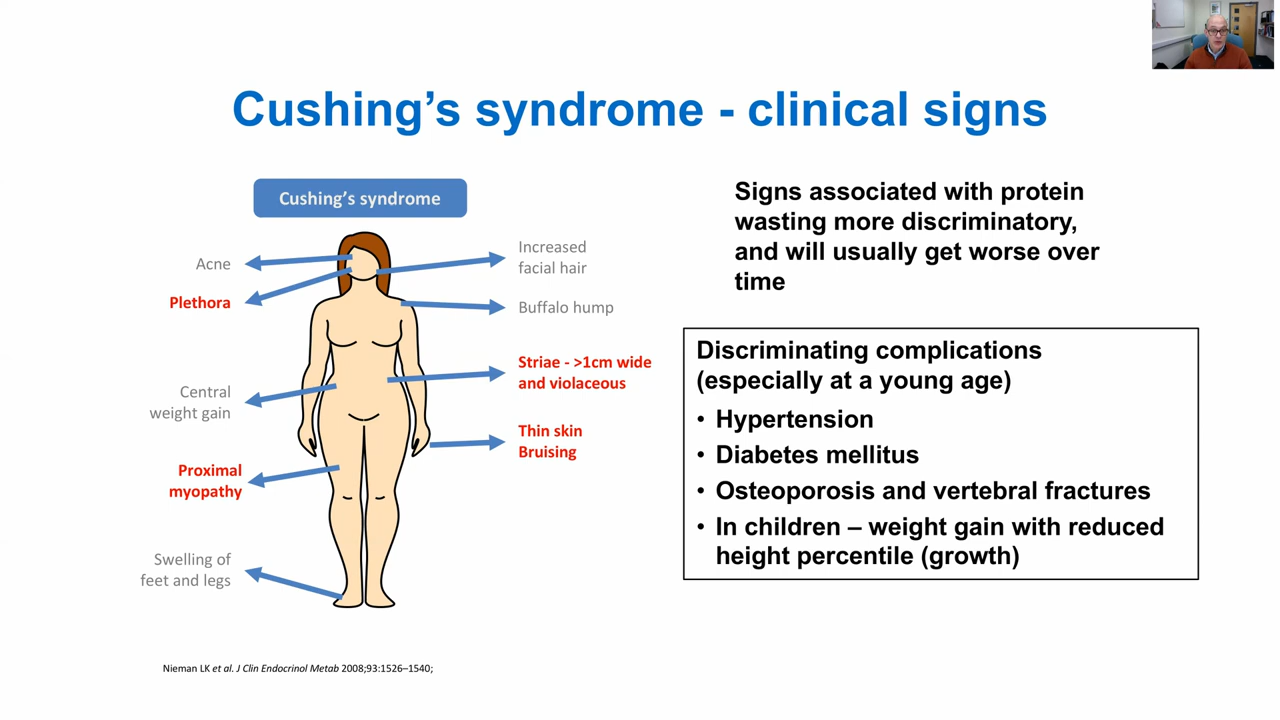 Cushing's syndrome - clinical signs
Cushing's syndrome
Acne
Plethora
Central
weight gain
Proximal
myopathy
Swelling of
feet and legs
Increased
facial hair
Buffalo hump
Striae - >1cm wide
and violaceous
Thin skin
Bruising
Signs associated with protein
wasting more discriminatory,
and will usually get worse over
time
Discriminating complications
(especially at a young age)
• Hypertension
• Diabetes mellitus
• Osteoporosis and vertebral fractures
• In children – weight gain with reduced
height percentile (growth)
Nieman LK et al. J Clin Endocrinol Metab 2008;93:1526–1540;